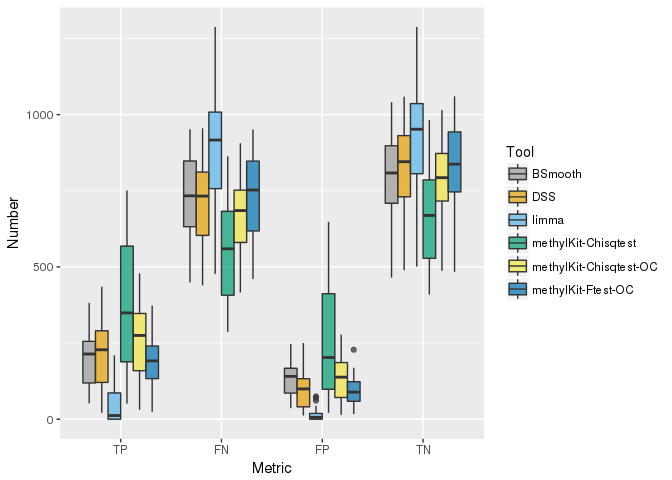 Number
1000
500
0
TP FN FP TN
Metric
Tool
BSmooth
DSS
limma
methylKit-Chisqtest
methylKit-Chisqtest-OC
methylKit-Ftest-OC